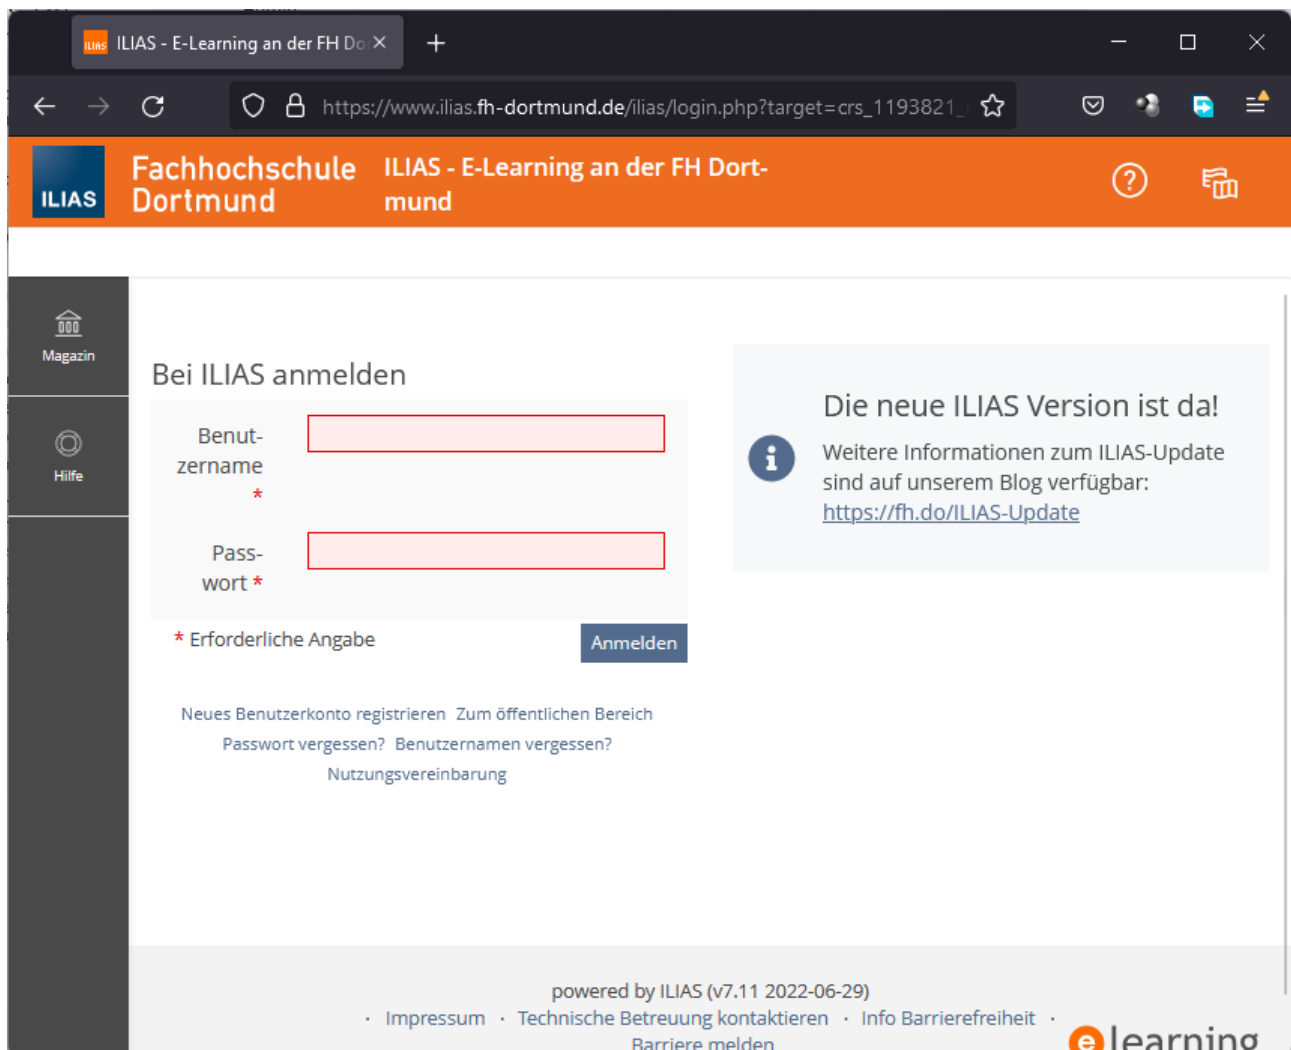 ILIAS - E-Learning an der FH Do
https://www.ilias.fh-dortmund.de/ilias/login.php?target=crs_1193821_
ILIAS
Fachhochschule
Dortmund
ILIAS - E-Learning an der FH Dort-
mund
Magazin
Hilfe
Bei ILIAS anmelden
Benut-
zername
*
Pass-
wort *
* Erforderliche Angabe
Anmelden
Neues Benutzerkonto registrieren Zum öffentlichen Bereich
Passwort vergessen? Benutzernamen vergessen?
Nutzungsvereinbarung
Die neue ILIAS Version ist da!
Weitere Informationen zum ILIAS-Update
sind auf unserem Blog verfügbar:
https://fh.do/ILIAS-Update
powered by ILIAS (v7.11 2022-06-29)
· Impressum · Technische Betreuung kontaktieren · Info Barrierefreiheit ·
Barriere melden
elearning